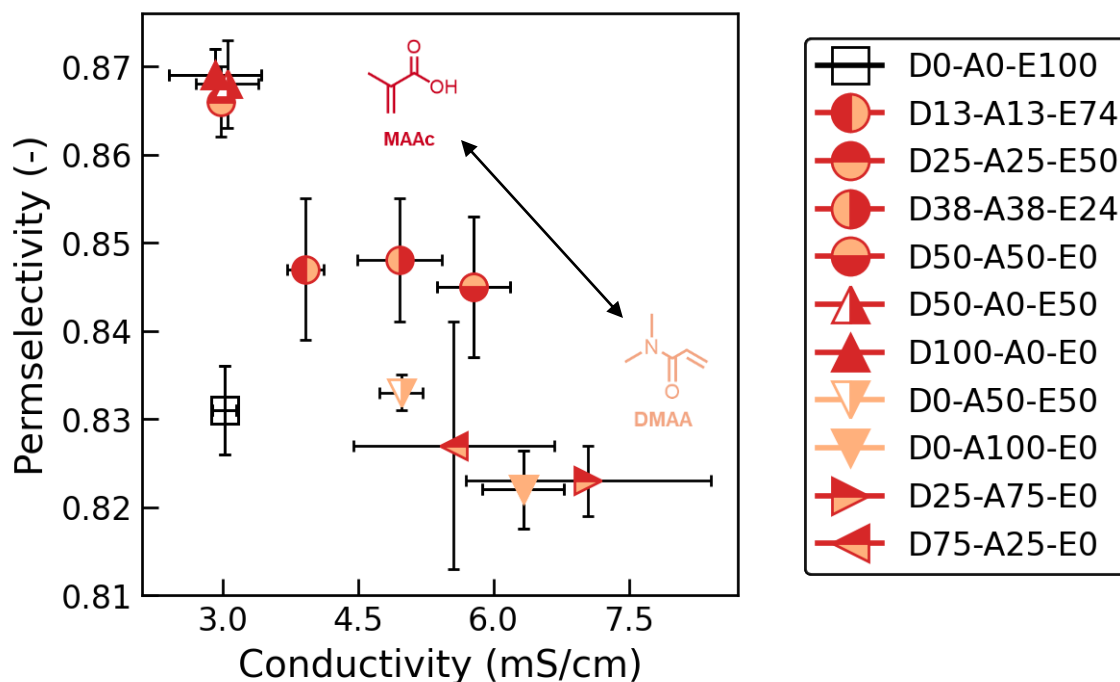 0.87
0.86
0.85
0.84
0.83
0.82
0.81
Permselectivity (-)
3.0 4.5 6.0 7.5
Conductivity (mS/cm)
O
OH
MAAc
N
O
DMAA
D0-A0-E100
D13-A13-E74
D25-A25-E50
D38-A38-E24
D50-A50-E0
D50-A0-E50
D100-A0-E0
D0-A50-E50
D0-A100-E0
D25-A75-E0
D75-A25-E0